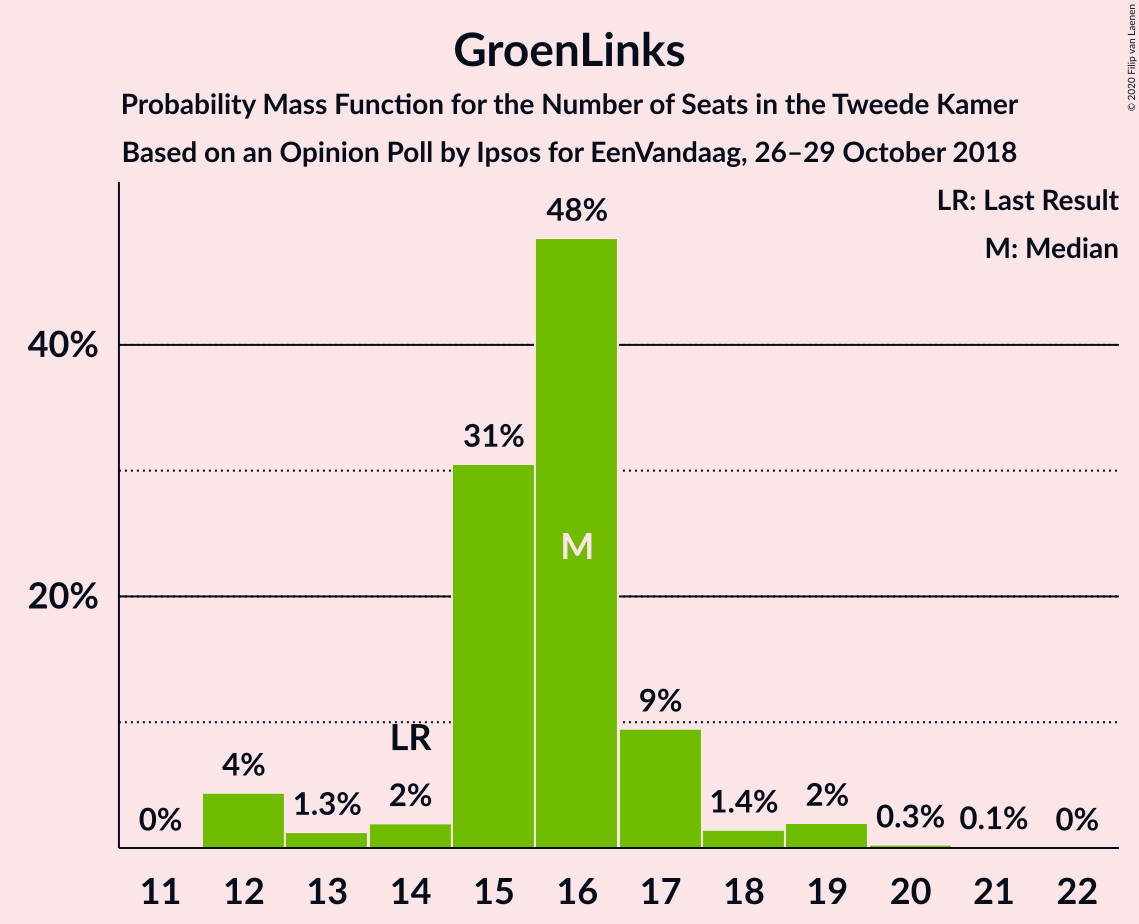 GroenLinks
Probability Mass Function for the Number of Seats in the Tweede Kamer
Based on an Opinion Poll by Ipsos for EenVandaag, 26–29 October 2018
© 2020 Filip van Laenen
LR: Last Result
M: Median
48%
40%
31%
M
20%
9%
LR
4%
2%
1.3%
0%
1.4%
2%
0.3%
0.1%
0%
11 12 13 14 15 16 17 18 19 20 21 22